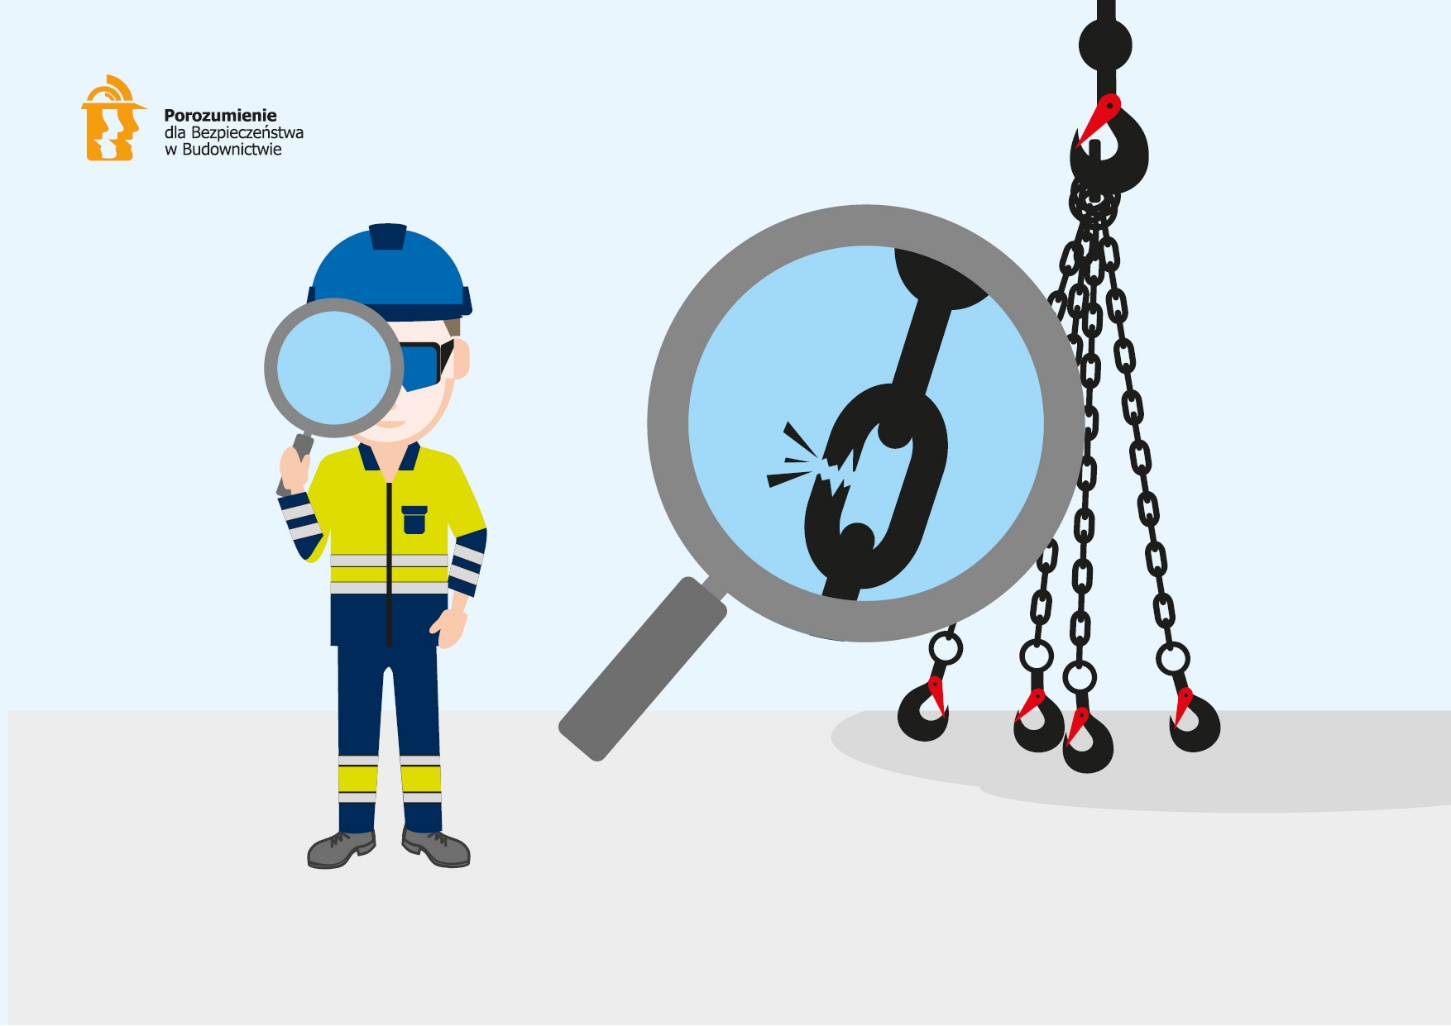 Porozumienie
dla Bezpieczeństwa
w Budownictwie